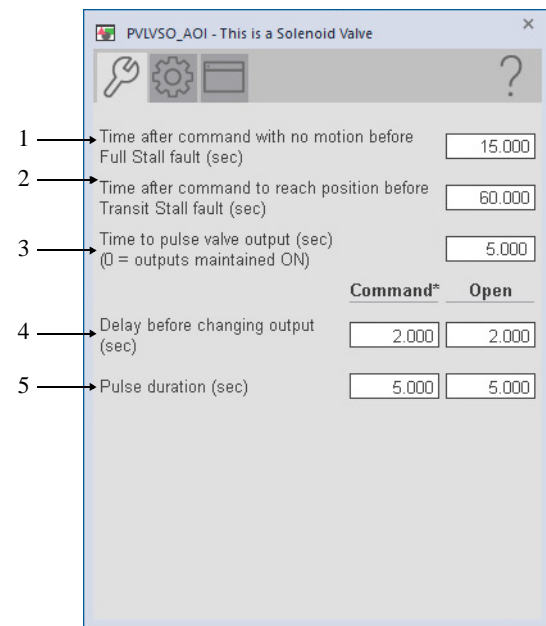 PVLVSO_AOI - This is a Solenoid Valve
×
?
1 Time after command with no motion before
Full Stall fault (sec) 15.000
2 Time after command to reach position before
Transit Stall fault (sec) 60.000
3 Time to pulse valve output (sec)
(0 = outputs maintained ON) 5.000
Command* Open
4 Delay before changing output
(sec) 2.000 2.000
5 Pulse duration (sec) 5.000 5.000